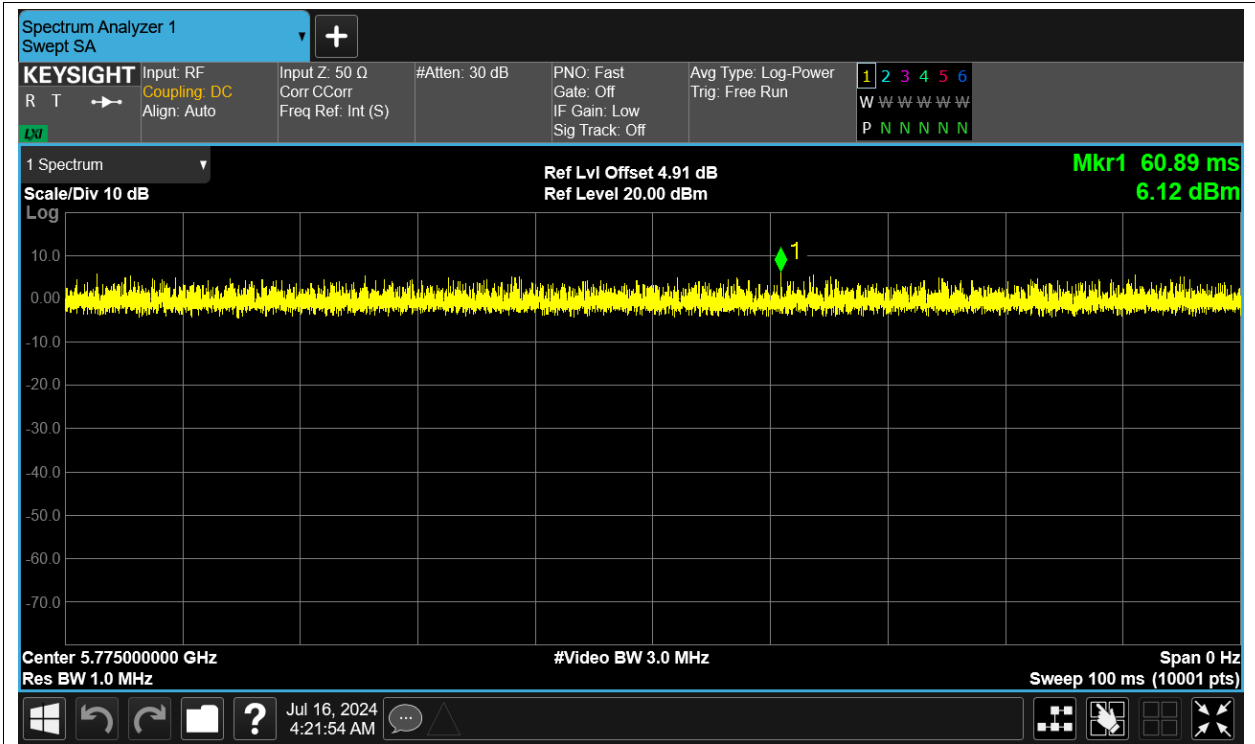 Spectrum Analyzer 1
Swept SA
KEYSIGHT
R T
LXI
Input: RF
Coupling: DC
Align: Auto
Input Z: 50 Ω
Corr CCorr
Freq Ref: Int (S)
#Atten: 30 dB
PNO: Fast
Gate: Off
IF Gain: Low
Sig Track: Off
Avg Type: Log-Power
Trig: Free Run
1 2 3 4 5 6
W W W W W W
P N N N N N
1 Spectrum
Scale/Div 10 dB
Ref Lvl Offset 4.91 dB
Ref Level 20.00 dBm
Mkr1 60.89 ms
6.12 dBm
Log
10.0
0.00
-10.0
-20.0
-30.0
-40.0
-50.0
-60.0
-70.0
1
Center 5.775000000 GHz
Res BW 1.0 MHz
#Video BW 3.0 MHz
Span 0 Hz
Sweep 100 ms (10001 pts)
?
Jul 16, 2024
4:21:54 AM